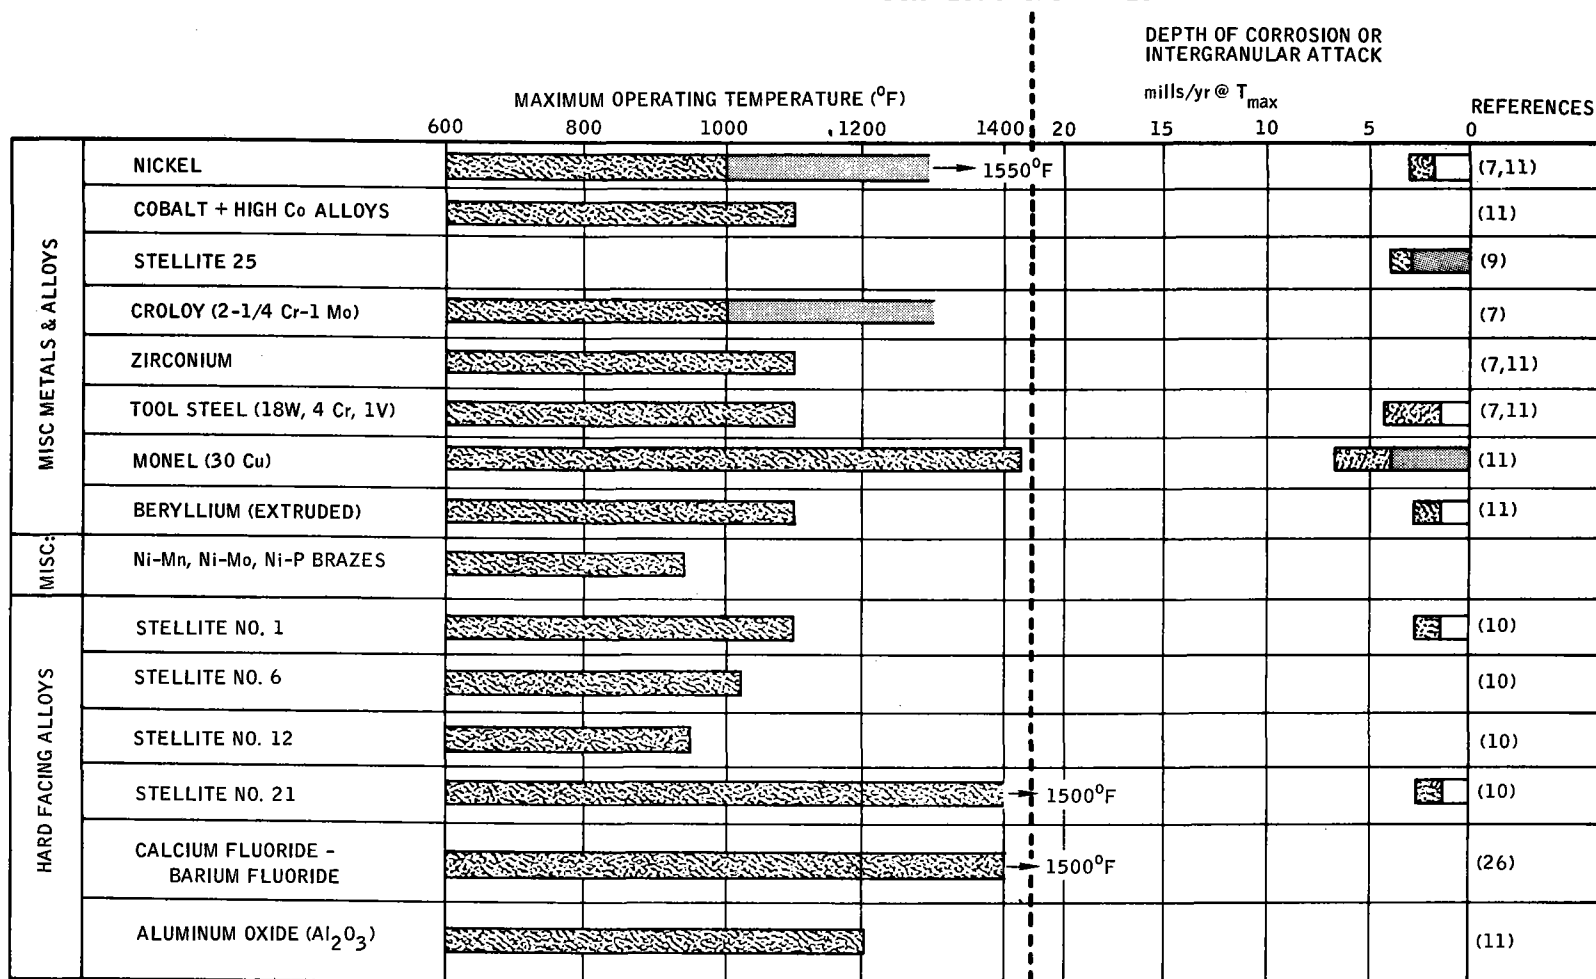 DEPTH OF CORROSION OR
INTERGRANULAR ATTACK
MAXIMUM OPERATING TEMPERATURE (°F)
mills/yr @ Tmax
REFERENCES
600 800 1000 1200 1400 20 15 10 5 0
MISC METALS & ALLOYS
NICKEL 1550°F (7,11)
COBALT + HIGH Co ALLOYS (11)
STELLITE 25 (9)
CROLOY (2-1/4 Cr-1 Mo) (7)
ZIRCONIUM (7,11)
TOOL STEEL (18W, 4 Cr, 1V) (7,11)
MONEL (30 Cu) (11)
BERYLLIUM (EXTRUDED) (11)
MISC:
Ni-Mn, Ni-Mo, Ni-P BRAZES
HARD FACING ALLOYS
STELLITE NO. 1 (10)
STELLITE NO. 6 (10)
STELLITE NO. 12 (10)
STELLITE NO. 21 1500°F (10)
CALCIUM FLUORIDE -
BARIUM FLUORIDE 1500°F (26)
ALUMINUM OXIDE (Al2O3) (11)